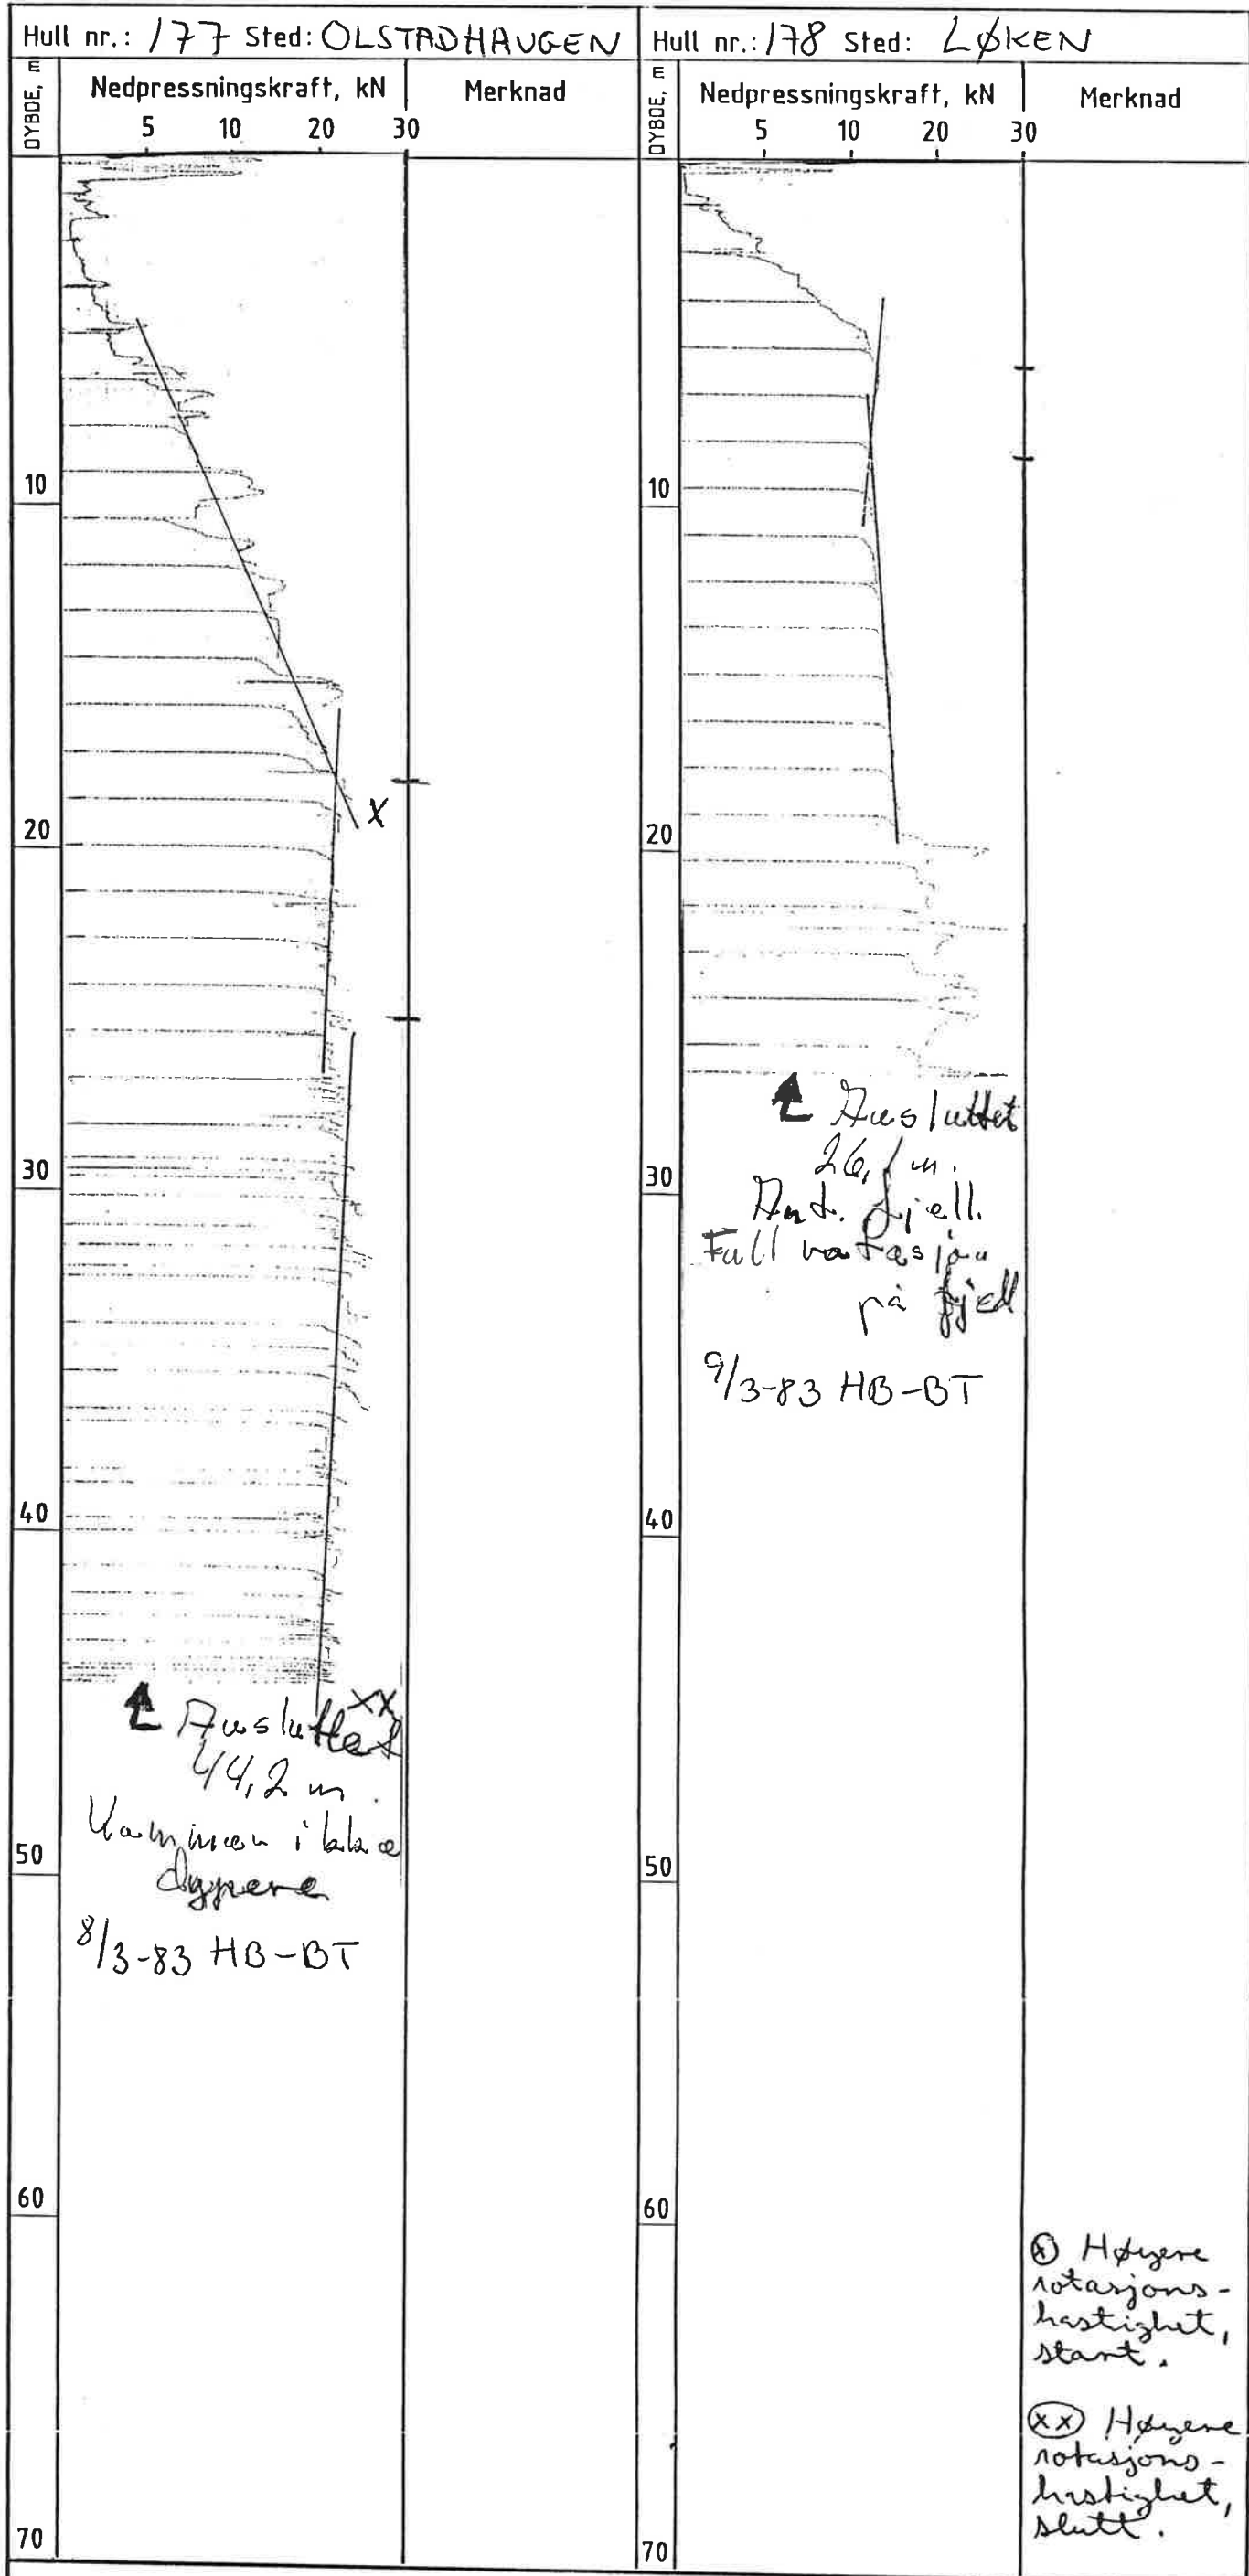 Hull nr.: 177 Sted: OLSTADHAUGEN
DYBDE, m
Nedpressningskraft, kN
Merknad
5 10 20 30
10
20
X
30
40
XX
Avsluttet
44,2 m.
Kommer ikke
dypere
50
8/3-83 HB-BT
60
70
Hull nr.: 178 Sted: LØKEN
DYBDE, m
Nedpressningskraft, kN
Merknad
5 10 20 30
10
20
Avsluttet
26,1 m.
30
Ant. fjell.
Full rotasjon
på fjell
9/3-83 HB-BT
40
50
60
(x) Høyere
rotasjons-
hastighet,
start.
(xx) Høyere
rotasjons-
hastighet,
slutt.
70